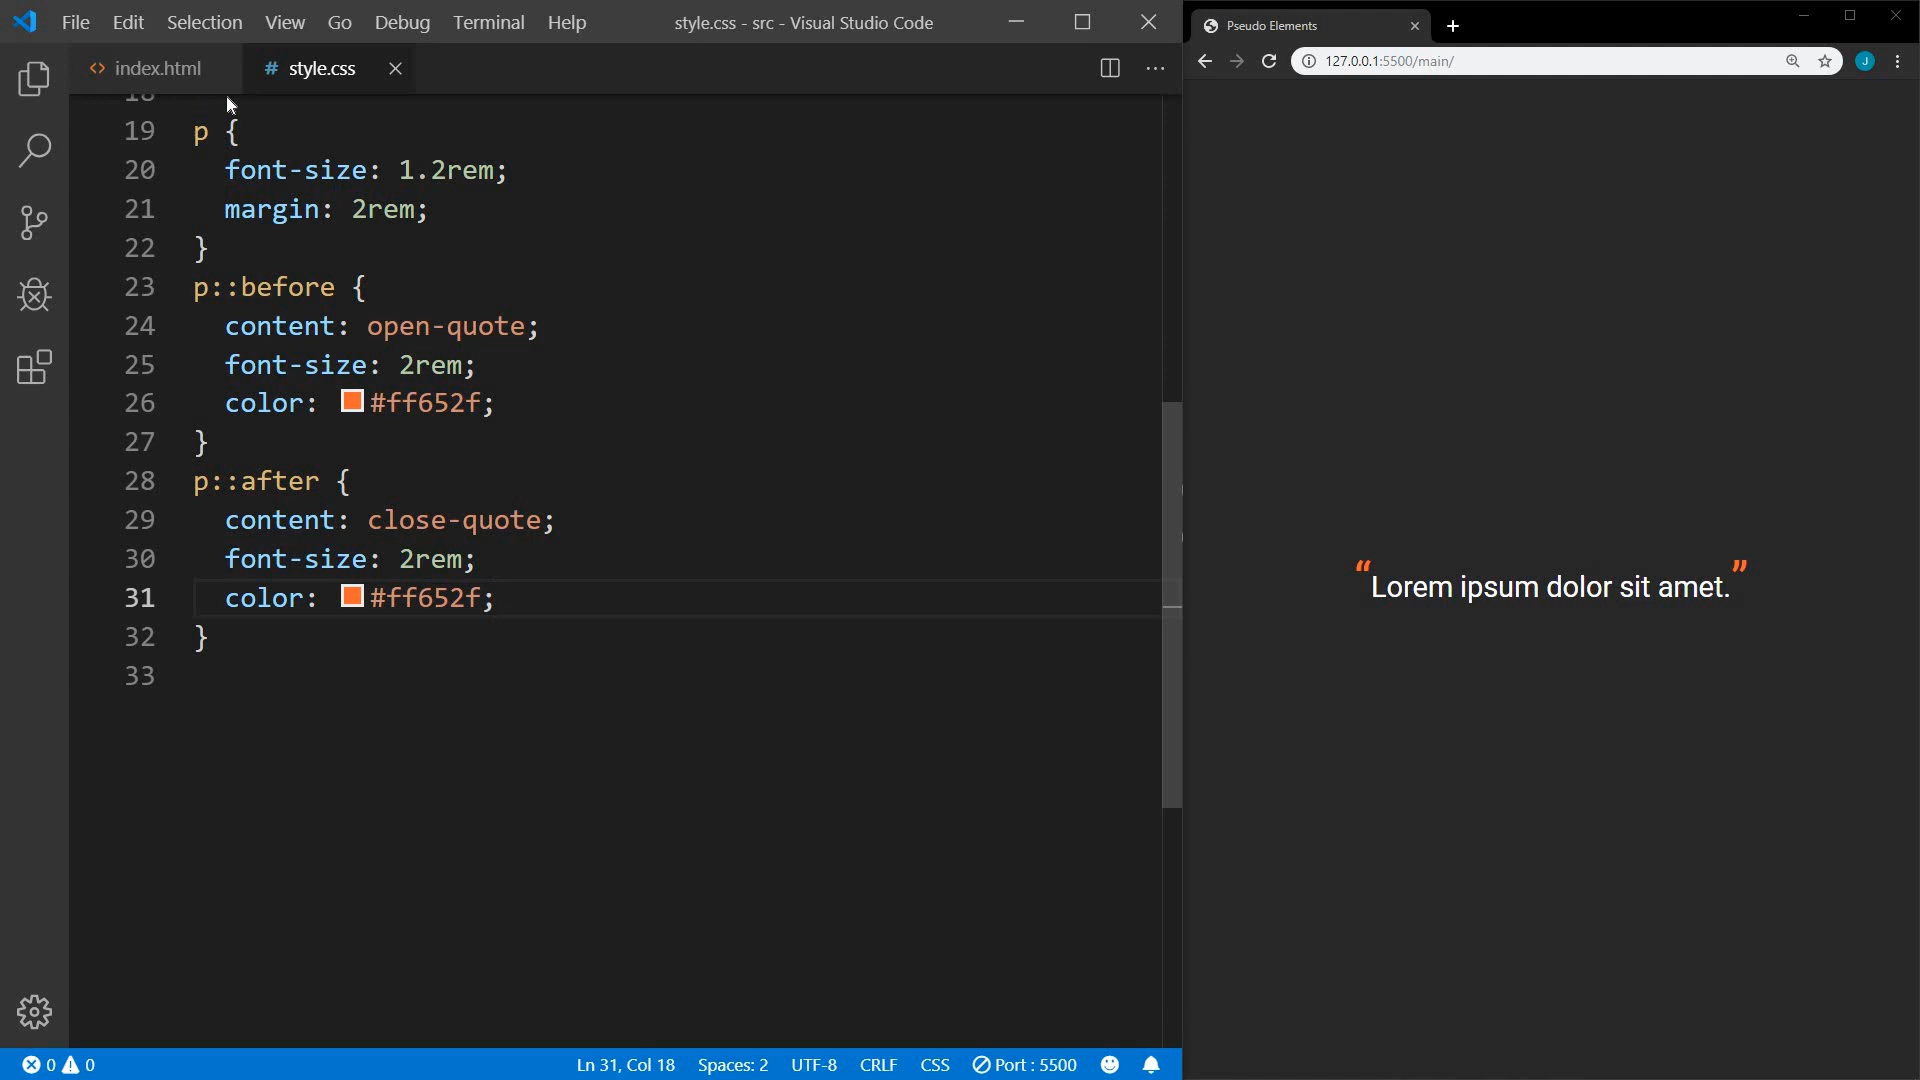 File Edit Selection View Go Debug Terminal Help style.css - src - Visual Studio Code
index.html # style.css
18
19 p {
20 font-size: 1.2rem;
21 margin: 2rem;
22 }
23 p::before {
24 content: open-quote;
25 font-size: 2rem;
26 color: #ff652f;
27 }
28 p::after {
29 content: close-quote;
30 font-size: 2rem;
31 color: #ff652f;
32 }
33
0 0 Ln 31, Col 18 Spaces: 2 UTF-8 CRLF CSS Port : 5500
Pseudo Elements
127.0.0.1:5500/main/ J
“Lorem ipsum dolor sit amet.”